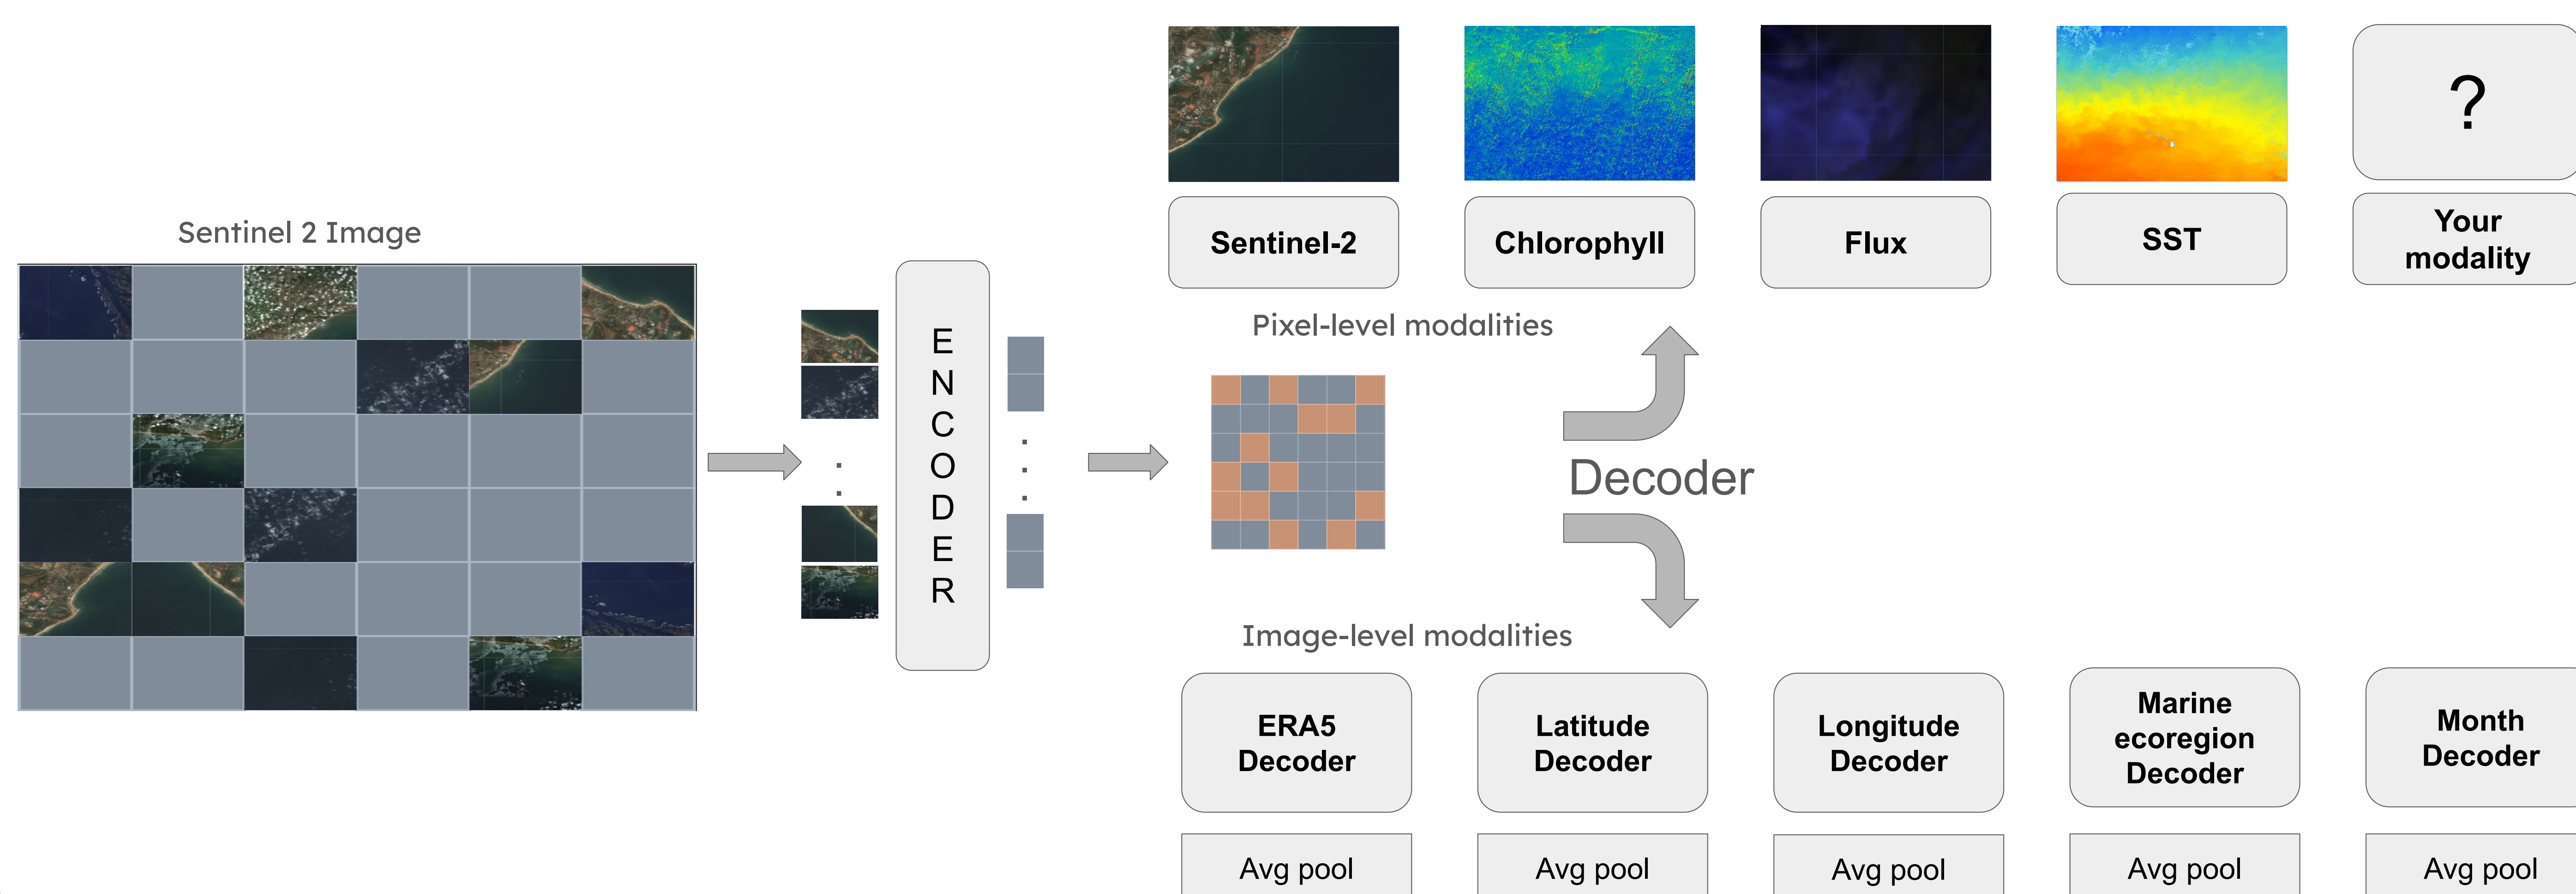 ?
Sentinel-2
Chlorophyll
Flux
SST
Your
modality
Sentinel 2 Image
Pixel-level modalities
E
N
C
O
D
E
R
Decoder
Image-level modalities
ERA5
Decoder
Latitude
Decoder
Longitude
Decoder
Marine
ecoregion
Decoder
Month
Decoder
Avg pool
Avg pool
Avg pool
Avg pool
Avg pool